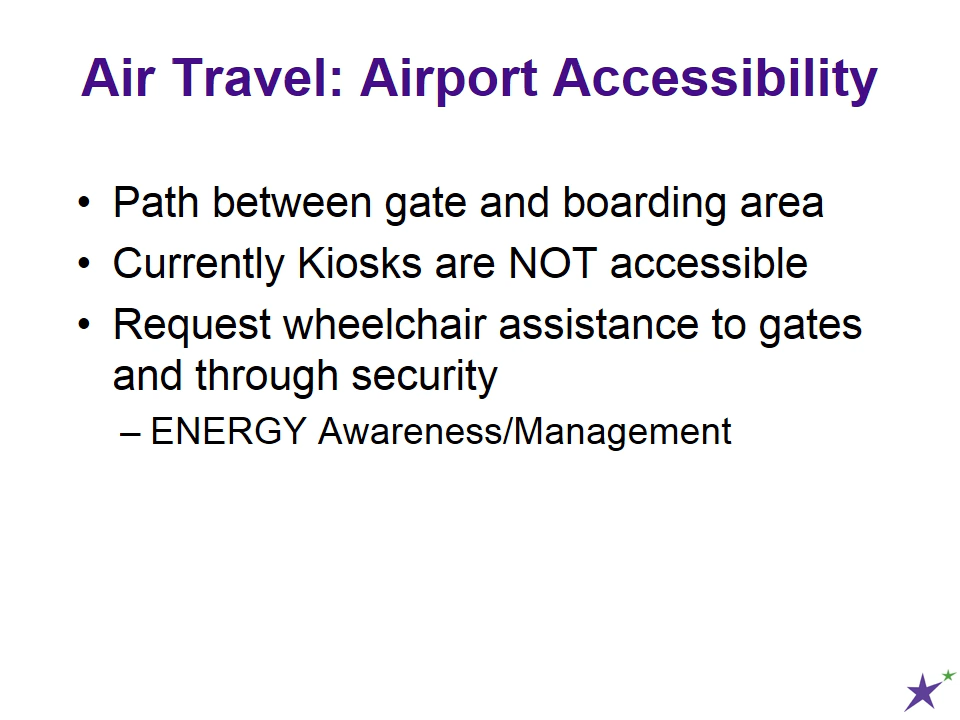 Air Travel: Airport Accessibility
• Path between gate and boarding area
• Currently Kiosks are NOT accessible
• Request wheelchair assistance to gates
and through security
– ENERGY Awareness/Management